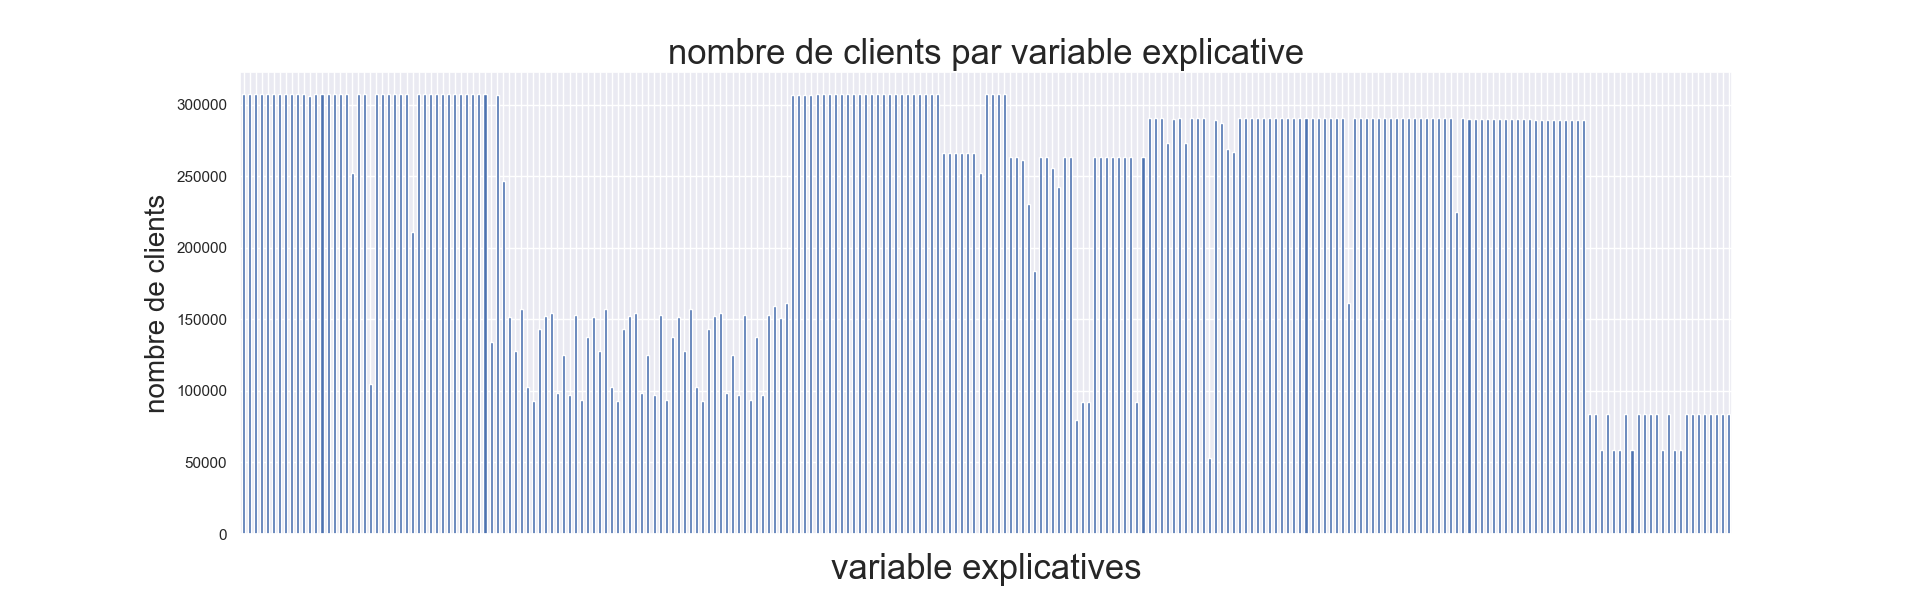 nombre de clients par variable explicative
nombre de clients
300000
250000
200000
150000
100000
50000
0
variable explicatives